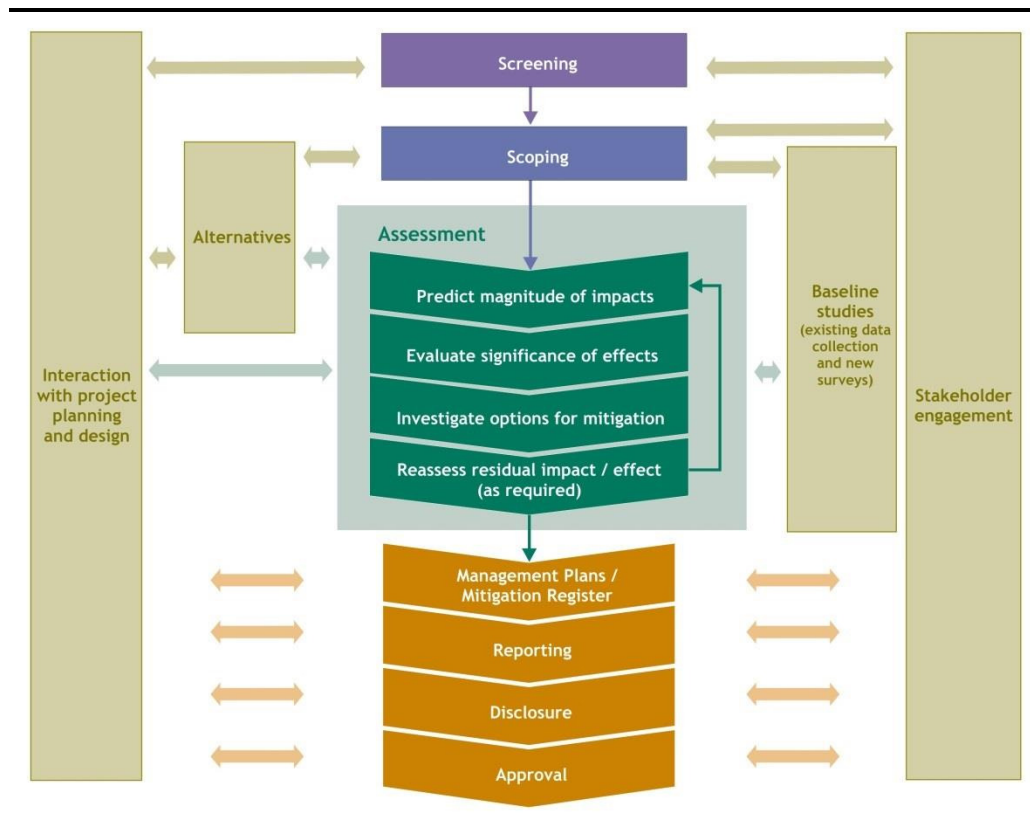 Screening
Scoping
Alternatives
Assessment
Predict magnitude of impacts
Evaluate significance of effects
Investigate options for mitigation
Reassess residual impact / effect
(as required)
Baseline
studies
(existing data
collection
and new
surveys)
Interaction
with project
planning
and design
Stakeholder
engagement
Management Plans /
Mitigation Register
Reporting
Disclosure
Approval